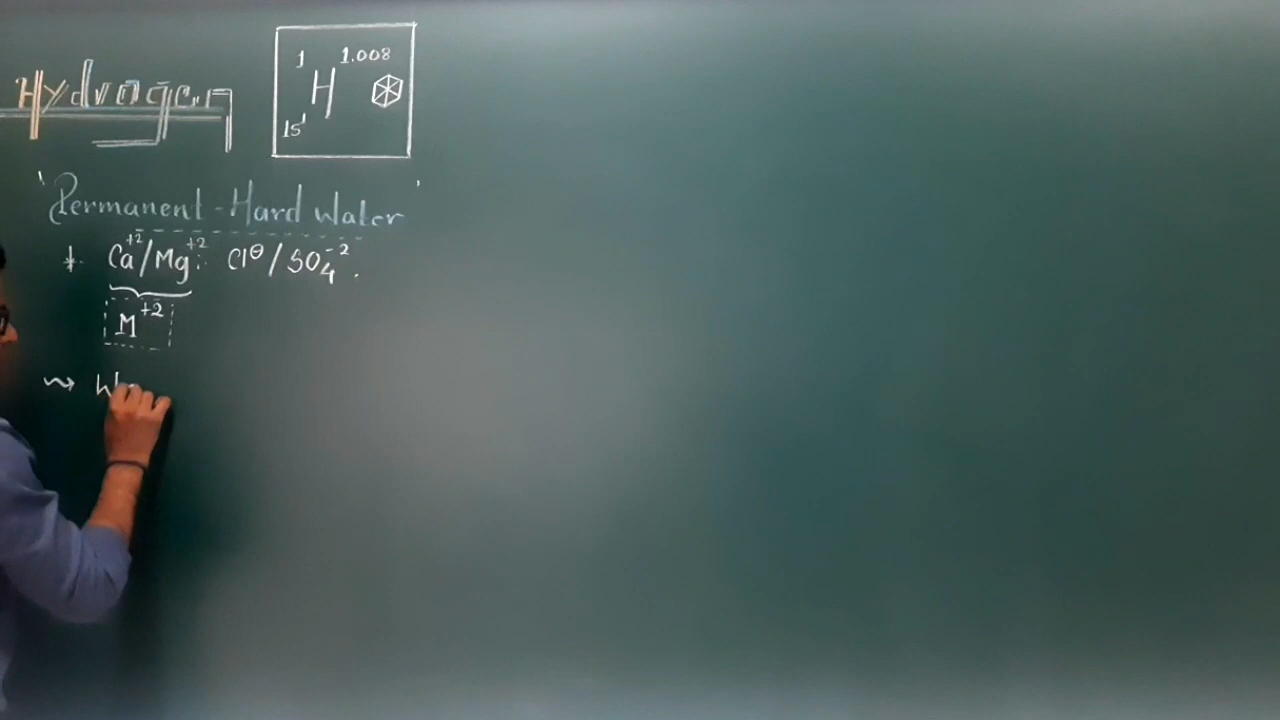 Hydrogen
1 1.008
H
1s¹
'Permanent-Hard Water'
* Ca⁺²/Mg⁺²: Cl⊖/SO₄⁻².
M⁺²
⇝ W